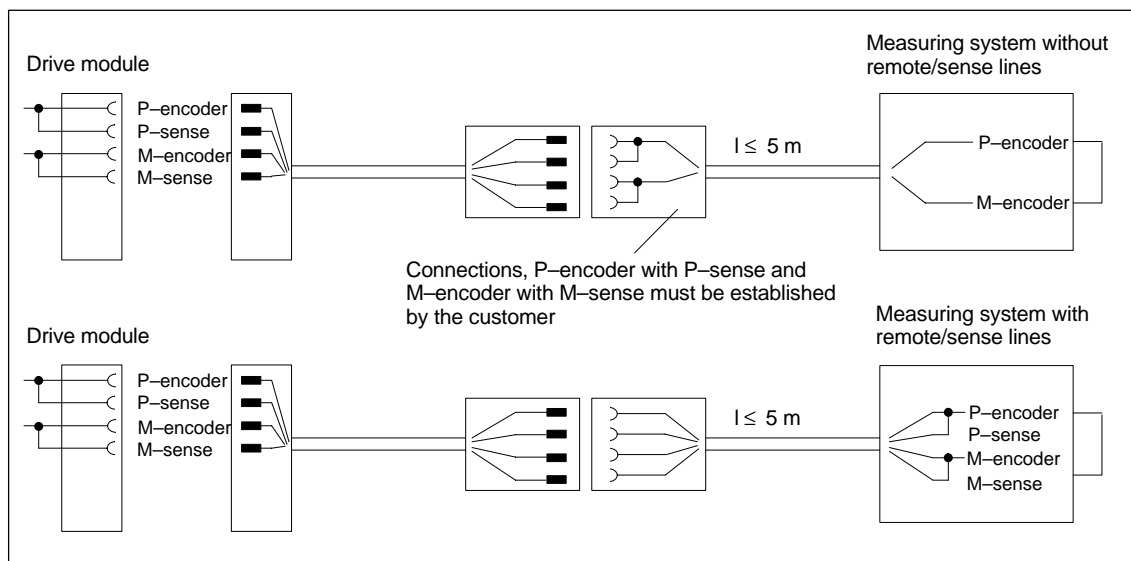 Measuring system without
remote/sense lines
Drive module
P–encoder
P–sense
M–encoder
M–sense
l ≤ 5 m
P–encoder
M–encoder
Connections, P–encoder with P–sense and
M–encoder with M–sense must be established
by the customer
Measuring system with
remote/sense lines
Drive module
P–encoder
P–sense
M–encoder
M–sense
l ≤ 5 m
P–encoder
P–sense
M–encoder
M–sense